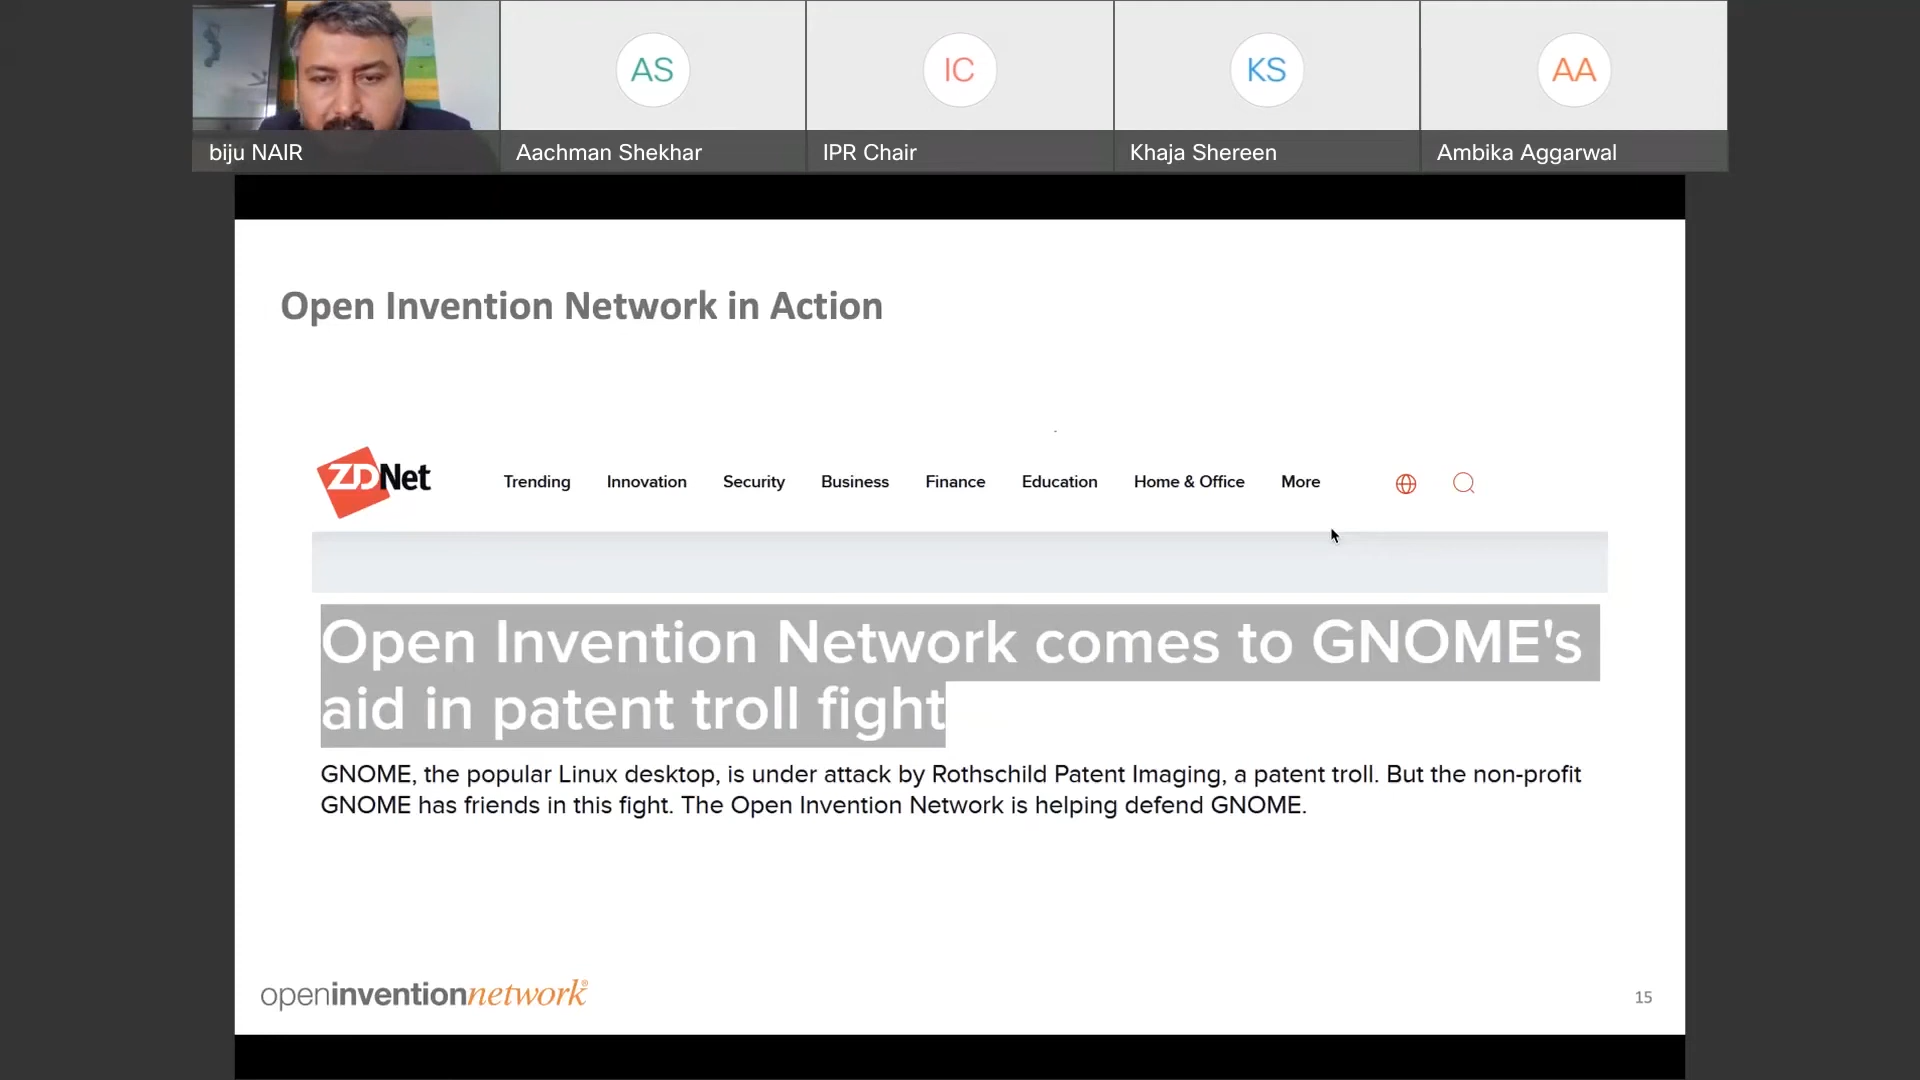 AS
IC
KS
AA
biju NAIR
Aachman Shekhar
IPR Chair
Khaja Shereen
Ambika Aggarwal
Open Invention Network in Action
ZDNet
Trending Innovation Security Business Finance Education Home & Office More
Open Invention Network comes to GNOME's
aid in patent troll fight
GNOME, the popular Linux desktop, is under attack by Rothschild Patent Imaging, a patent troll. But the non-profit
GNOME has friends in this fight. The Open Invention Network is helping defend GNOME.
openinventionnetwork®
15